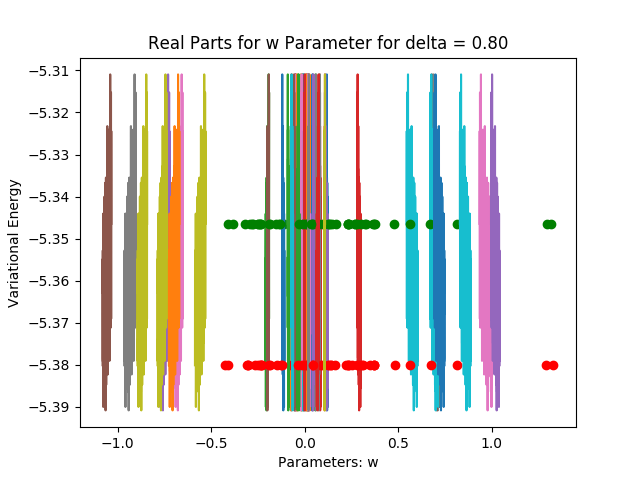 Real Parts for w Parameter for delta = 0.80
−5.31
−5.32
−5.33
−5.34
−5.35
−5.36
−5.37
−5.38
−5.39
Variational Energy
−1.0 −0.5 0.0 0.5 1.0
Parameters: w